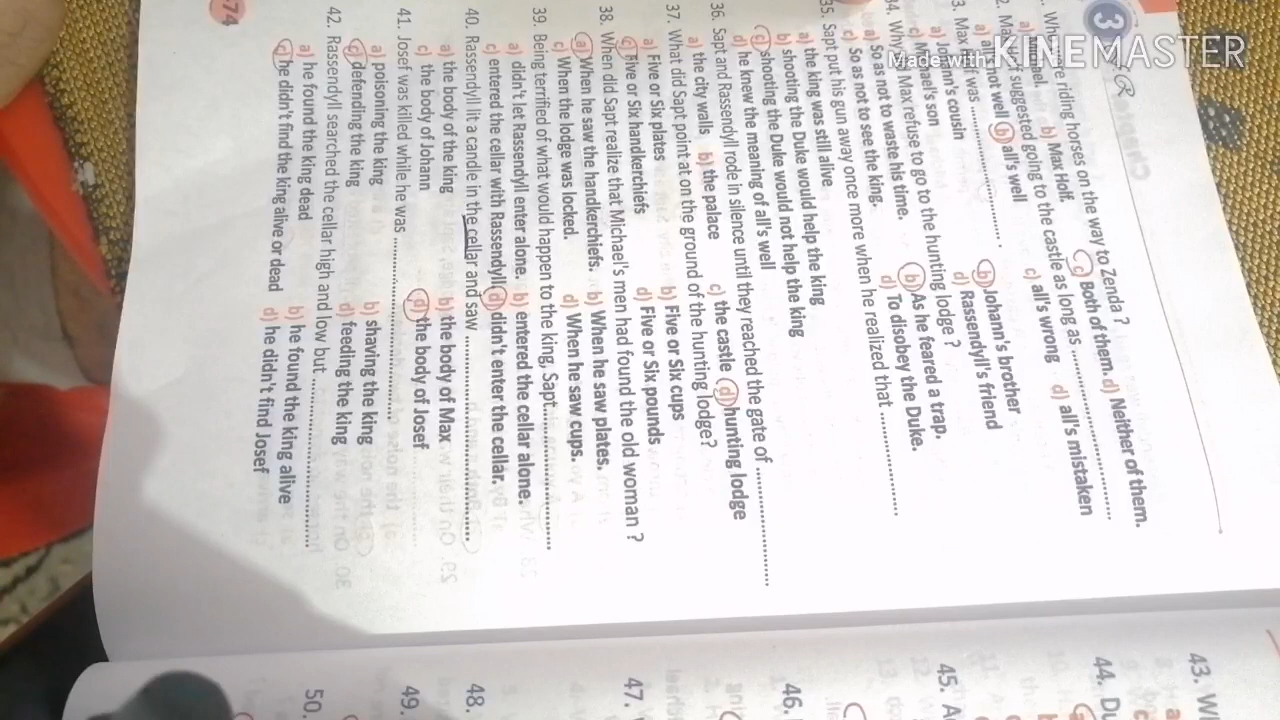 3
Made with KINEMASTER
riding horses on the way to Zenda ?
b) Max Holf. c) Both of them. d) Neither of them.
suggested going to the castle as long as ........................
not well b) all's well c) all's wrong d) all's mistaken
3. Max was ........................ .
a) Johann's cousin b) Johann's brother
c) Michael's son d) Rassendyll's friend
34. Why Max refuse to go to the hunting lodge ?
a) So as not to waste his time. b) As he feared a trap.
c) So as not to see the king. d) To disobey the Duke.
35. Sapt put his gun away once more when he realized that ........................
a) the king was still alive
b) shooting the Duke would help the king
b) shooting the Duke would not help the king
c) shooting the Duke
d) he knew the meaning of all's well
36. Sapt and Rassendyll rode in silence until they reached the gate of ........................
a) the city walls b) the palace c) the eastle d) hunting lodge
37. What did Sapt point at on the ground of the hunting lodge?
a) Five or Six plates b) Five or Six cups
c) Five or Six handkerchiefs d) Five or Six pounds
38. When did Sapt realize that Michael's men had found the old woman ?
a) When he saw the handkerchiefs. b) When he saw plates.
c) When the lodge was locked. d) When he saw cups.
39. Being terrified of what would happen to the king, Sapt........................
a) didn't let Rassendyll enter alone. b) entered the cellar alone.
c) entered the cellar with Rassendyll d) didn't enter the cellar.
40. Rassendyll lit a candle in the cellar and saw ........................
a) the body of the king b) the body of Max
c) the body of Johann d) the body of Josef
41. Josef was killed while he was ........................
a) poisoning the king b) shaving the king
c) defending the king d) feeding the king
42. Rassendyll searched the cellar high and low but ........................
a) he found the king dead b) he found the king alive
c) he didn't find the king alive or dead d) he didn't find Josef
74
43. W
44. D
45. A
46.
47.
48.
49.
50.